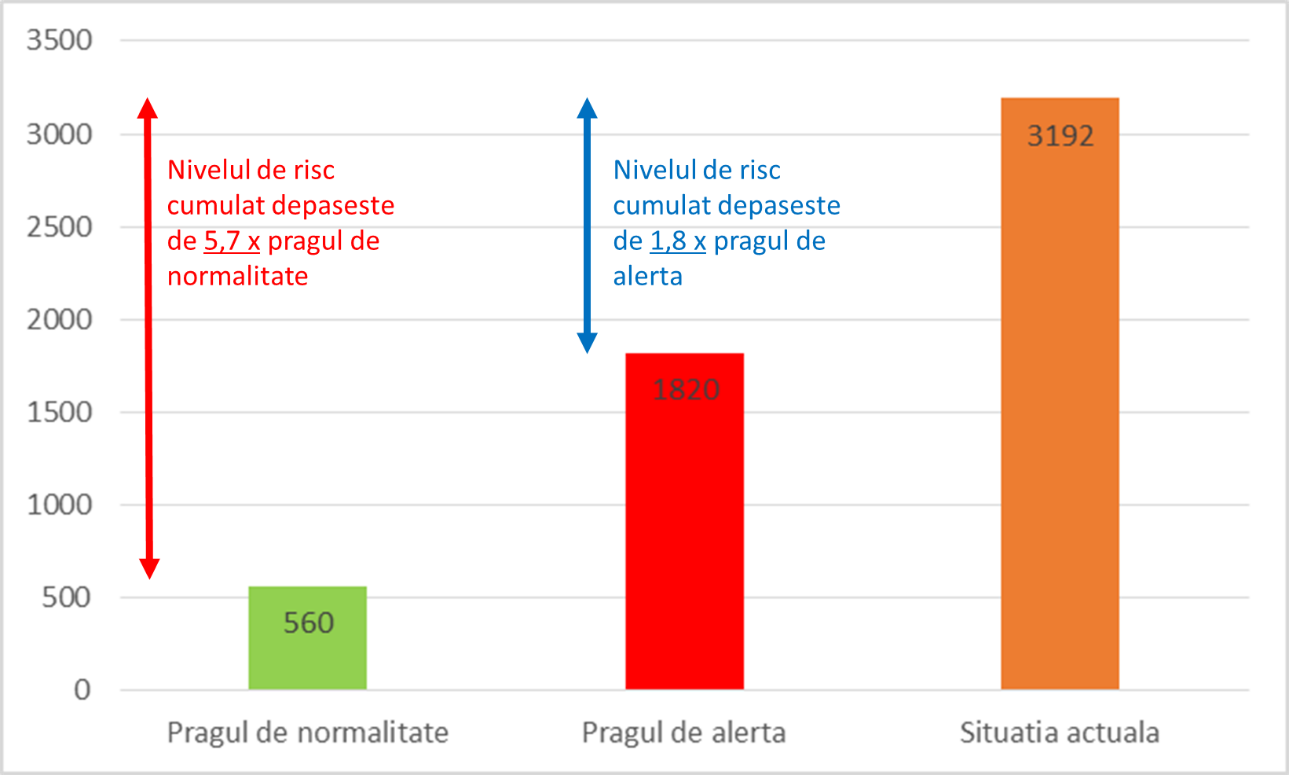 3500
3000
2500
2000
1500
1000
500
0
Nivelul de risc
cumulat depaseste
de 5,7 x pragul de
normalitate
Nivelul de risc
cumulat depaseste
de 1,8 x pragul de
alerta
560
1820
3192
Pragul de normalitate
Pragul de alerta
Situatia actuala